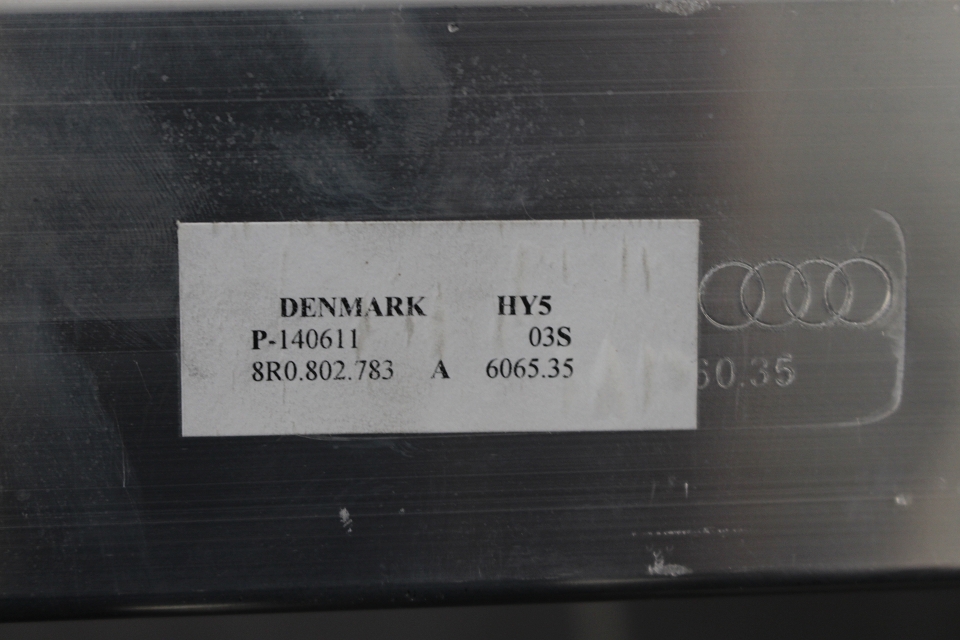 DENMARK HY5
P-140611 03S
8R0.802.783 A 6065.35
60.35